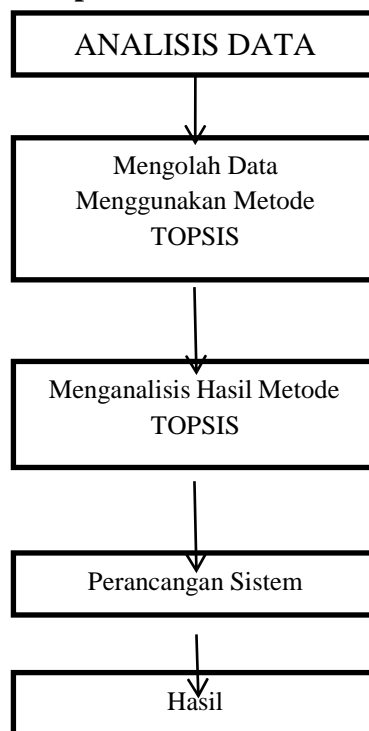 ANALISIS DATA
Mengolah Data
Menggunakan Metode
TOPSIS
Menganalisis Hasil Metode
TOPSIS
Perancangan Sistem
Hasil